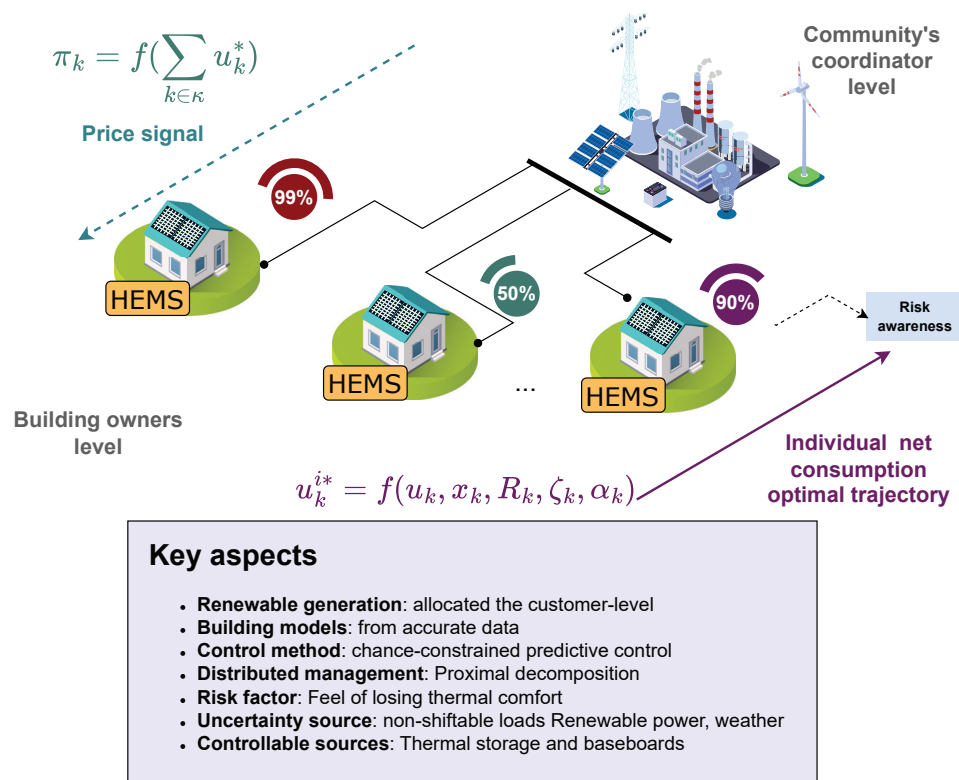 π_k = f(∑_{k∈κ} u_k^*)
Price signal
Community's
coordinator
level
99%
HEMS
50%
HEMS
...
90%
HEMS
Risk
awareness
Building owners
level
Individual net
consumption
optimal trajectory
u_k^{i*} = f(u_k, x_k, R_k, ζ_k, α_k)
Key aspects
• Renewable generation: allocated the customer-level
• Building models: from accurate data
• Control method: chance-constrained predictive control
• Distributed management: Proximal decomposition
• Risk factor: Feel of losing thermal comfort
• Uncertainty source: non-shiftable loads Renewable power, weather
• Controllable sources: Thermal storage and baseboards